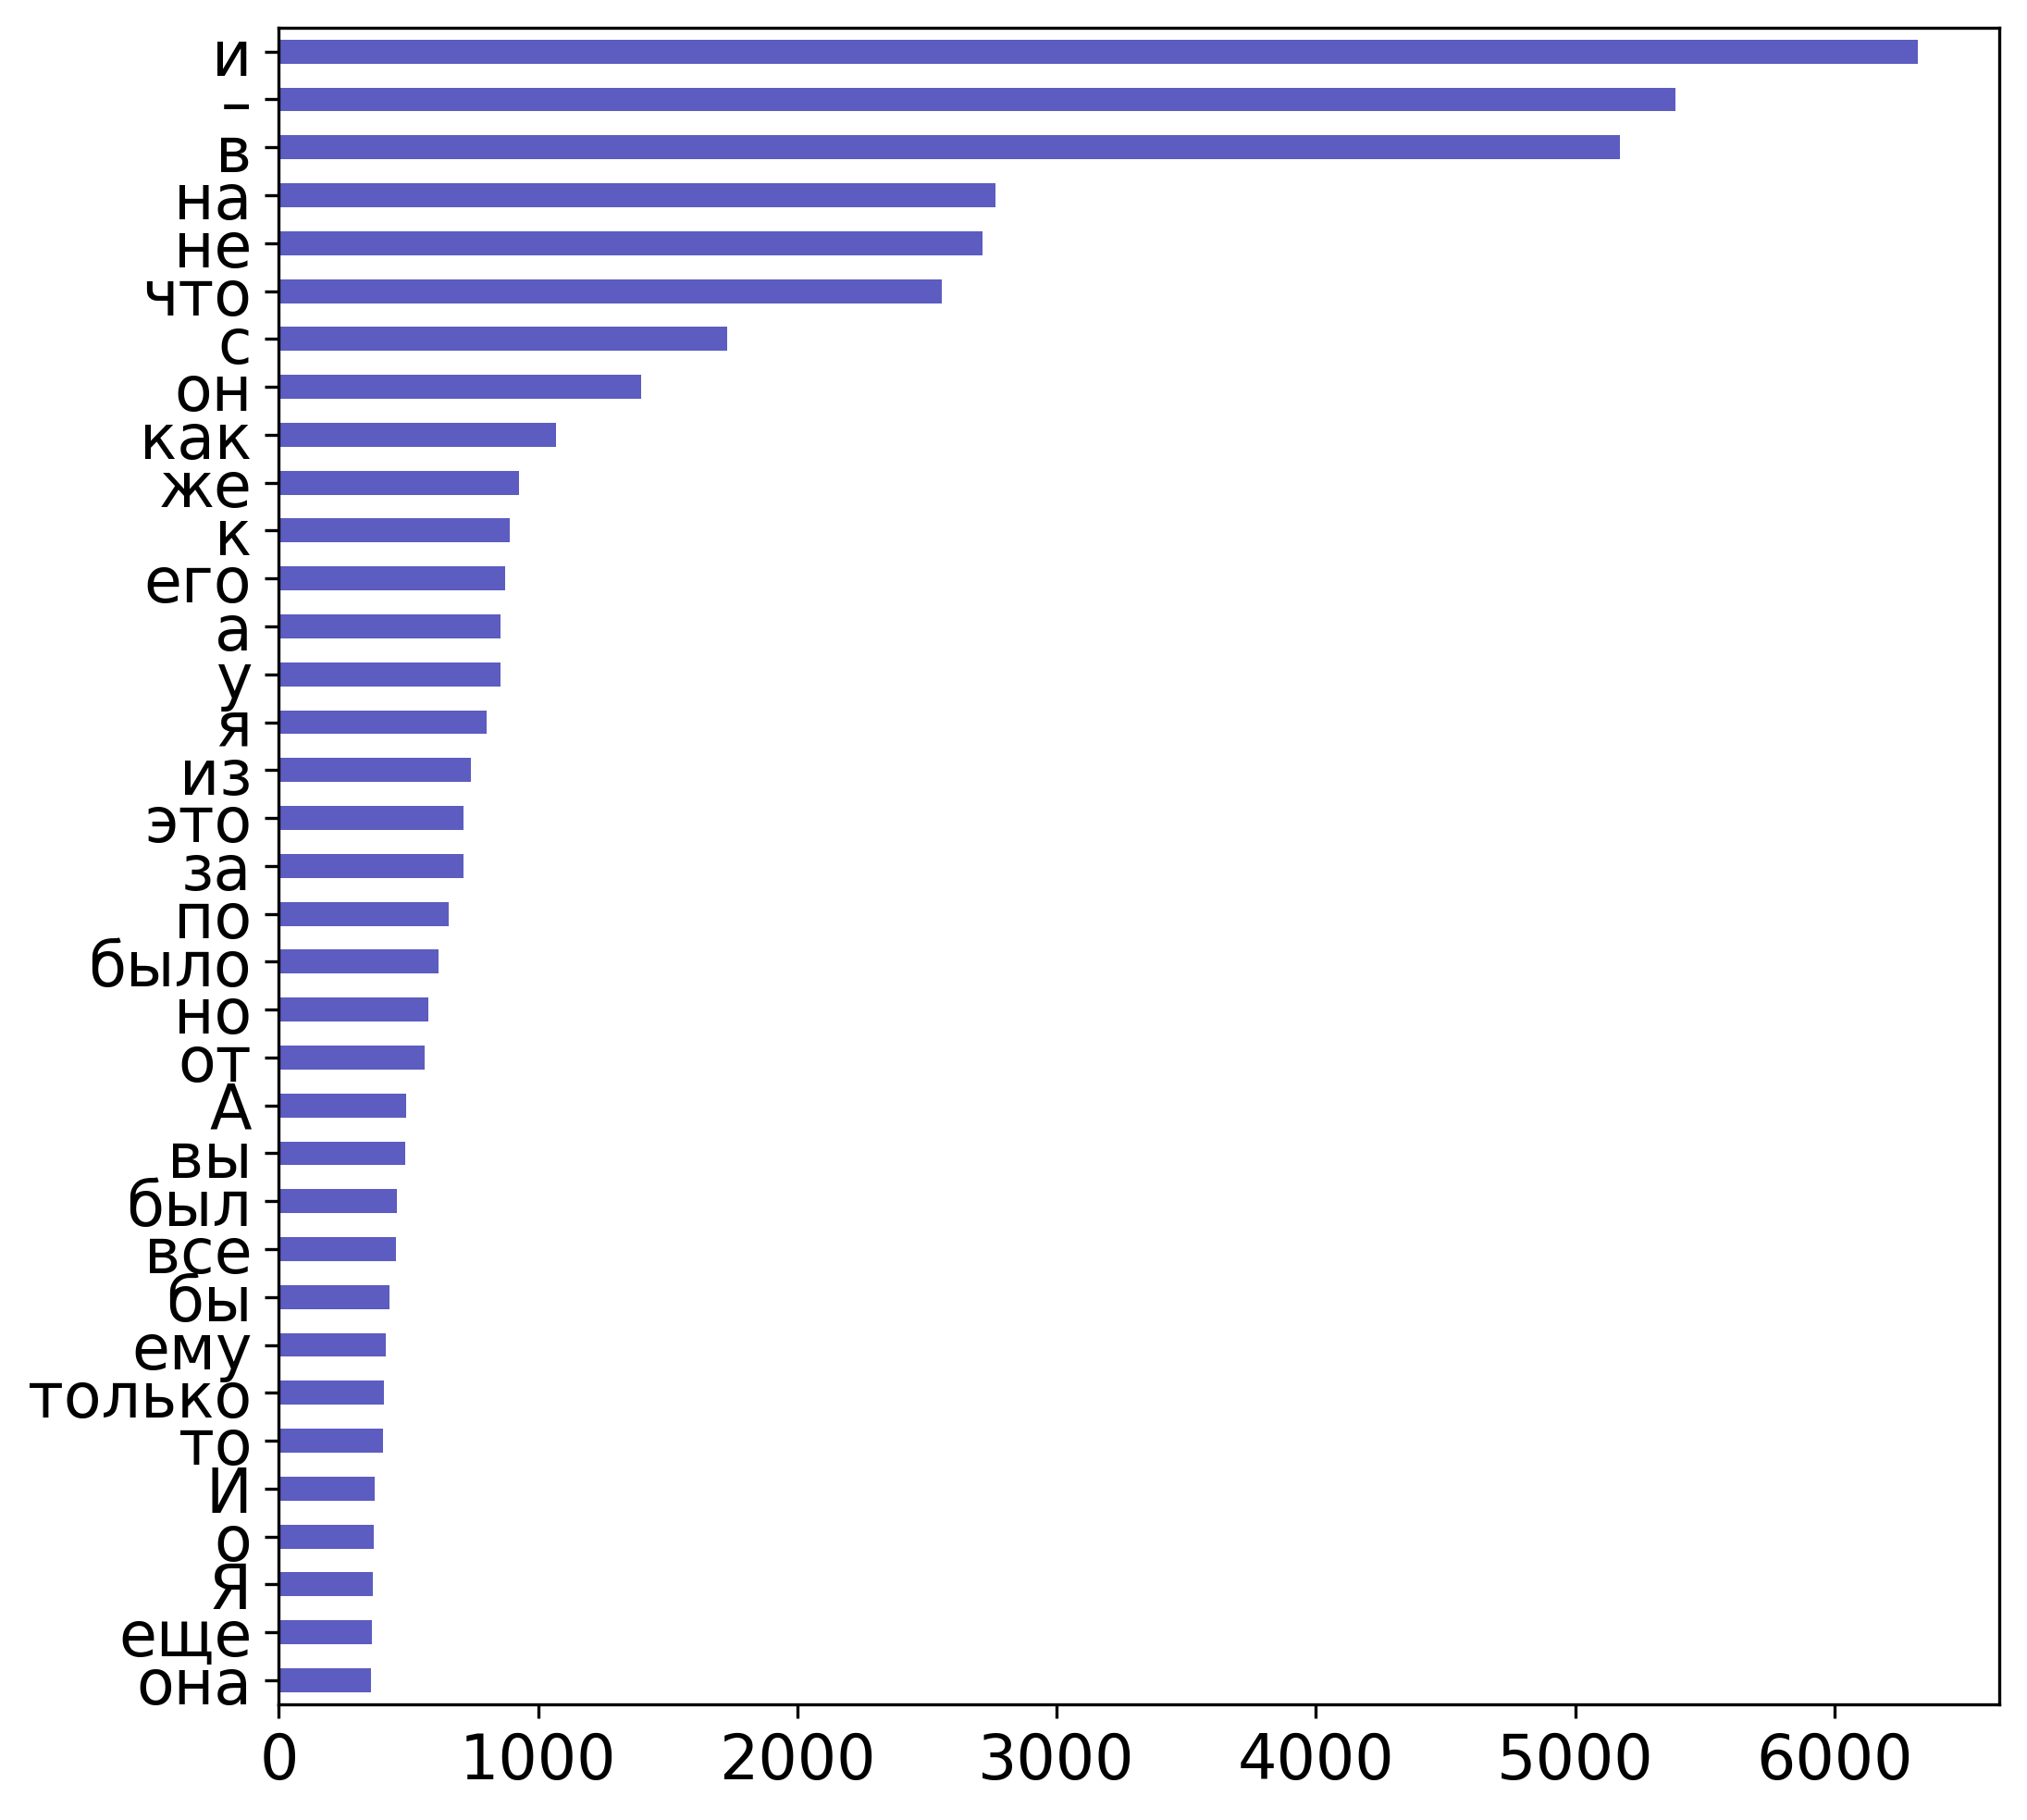 и
–
в
на
не
что
с
он
как
же
к
его
а
у
я
из
это
за
по
было
но
от
А
вы
был
все
бы
ему
только
то
И
о
Я
еще
она
0 1000 2000 3000 4000 5000 6000